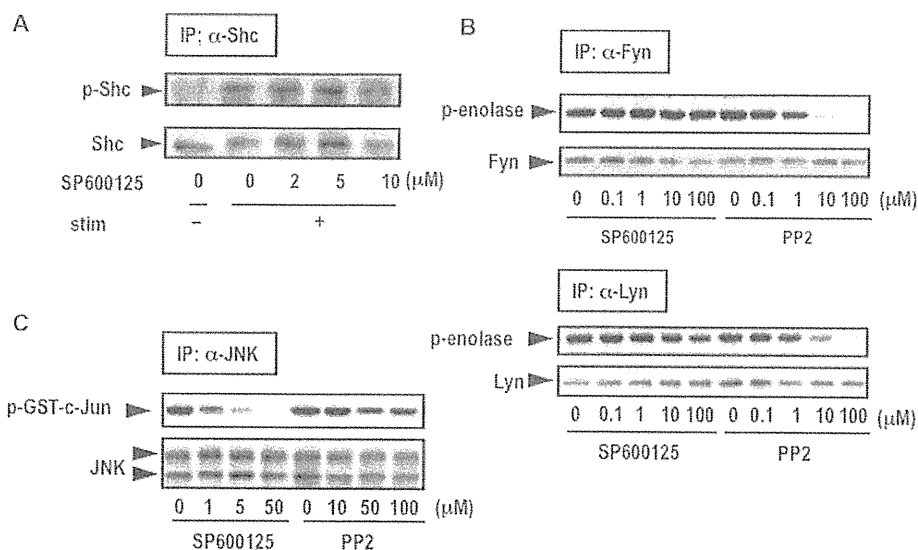 A
IP: α-Shc
p-Shc
Shc
SP600125 0 0 2 5 10 (μM)
stim − +
B
IP: α-Fyn
p-enolase
Fyn
0 0.1 1 10 100 0 0.1 1 10 100 (μM)
SP600125 PP2
IP: α-Lyn
p-enolase
Lyn
0 0.1 1 10 100 0 0.1 1 10 100 (μM)
SP600125 PP2
C
IP: α-JNK
p-GST-c-Jun
JNK
0 1 5 50 0 10 50 100 (μM)
SP600125 PP2